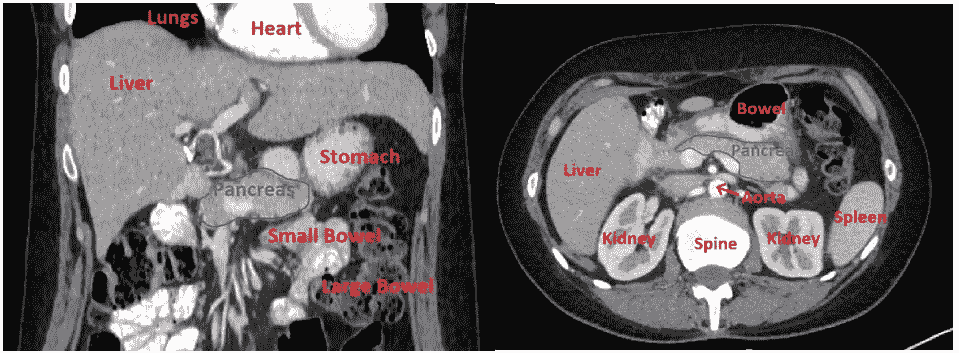 Lungs
Heart
Liver
Stomach
Pancreas
Small Bowel
Large Bowel
Bowel
Pancreas
Liver
Aorta
Spleen
Kidney
Spine
Kidney